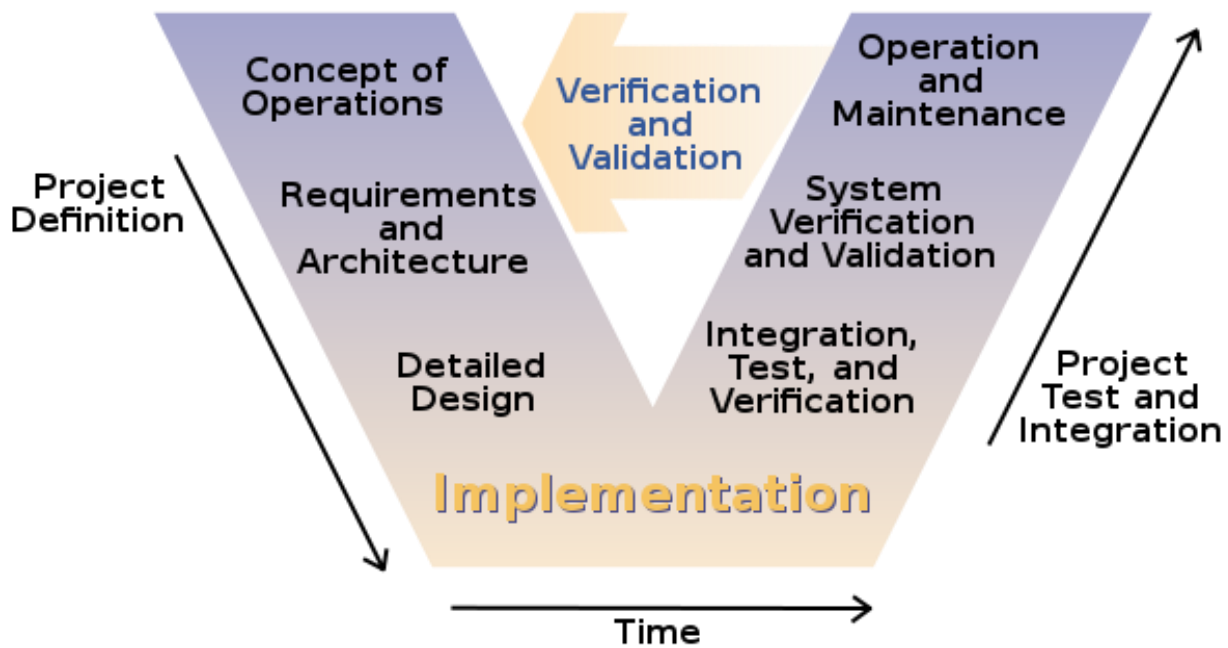 Concept of
Operations
Verification
and
Validation
Operation
and
Maintenance
Project
Definition
Requirements
and
Architecture
System
Verification
and Validation
Detailed
Design
Integration,
Test, and
Verification
Project
Test and
Integration
Implementation
Time